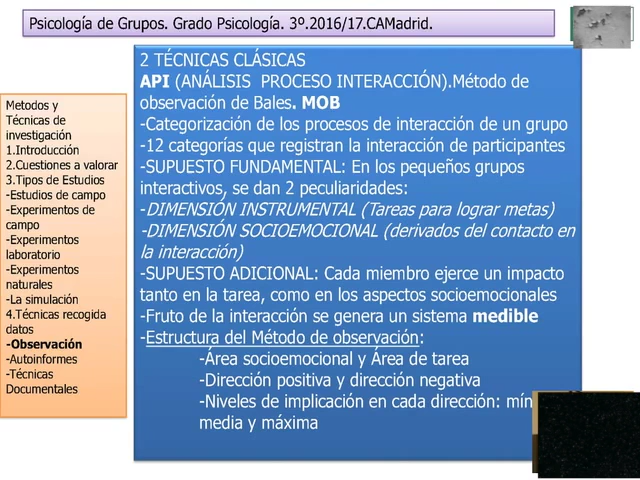 Psicología de Grupos. Grado Psicología. 3º.2016/17.CAMadrid.
Metodos y
Técnicas de
investigación
1.Introducción
2.Cuestiones a valorar
3.Tipos de Estudios
-Estudios de campo
-Experimentos de
campo
-Experimentos
laboratorio
-Experimentos
naturales
-La simulación
4.Técnicas recogida
datos
-Observación
-Autoinformes
-Técnicas
Documentales
2 TÉCNICAS CLÁSICAS
API (ANÁLISIS PROCESO INTERACCIÓN).Método de
observación de Bales. MOB
-Categorización de los procesos de interacción de un grupo
-12 categorías que registran la interacción de participantes
-SUPUESTO FUNDAMENTAL: En los pequeños grupos
interactivos, se dan 2 peculiaridades:
-DIMENSIÓN INSTRUMENTAL (Tareas para lograr metas)
-DIMENSIÓN SOCIOEMOCIONAL (derivados del contacto en
la interacción)
-SUPUESTO ADICIONAL: Cada miembro ejerce un impacto
tanto en la tarea, como en los aspectos socioemocionales
-Fruto de la interacción se genera un sistema medible
-Estructura del Método de observación:
-Área socioemocional y Área de tarea
-Dirección positiva y dirección negativa
-Niveles de implicación en cada dirección:
media y máxima